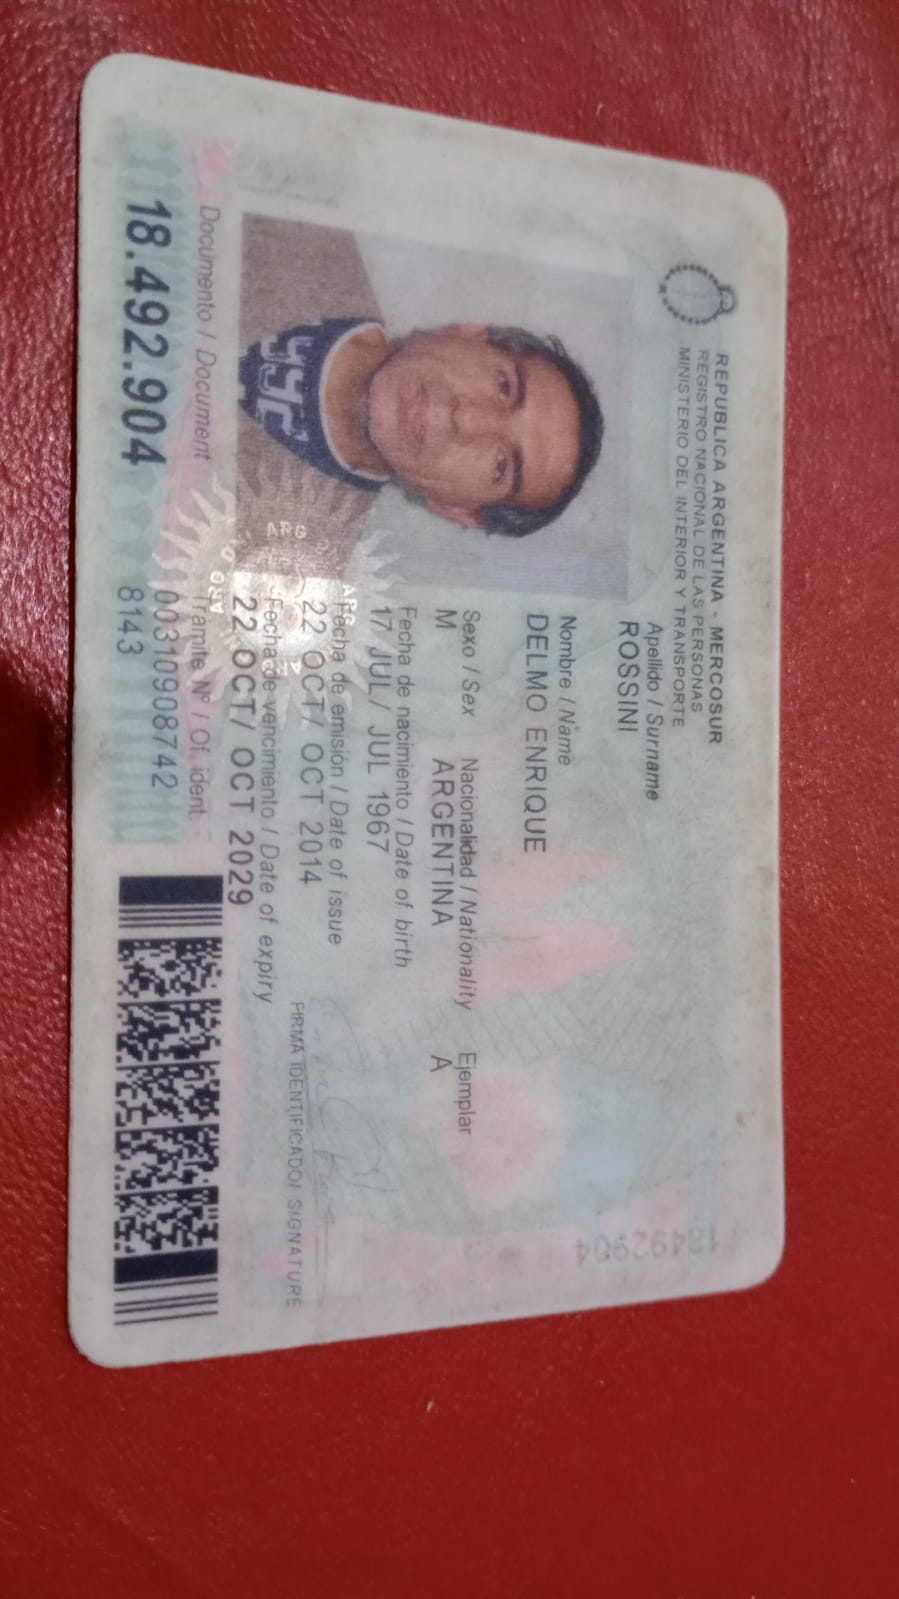 REPUBLICA ARGENTINA - MERCOSUR
REGISTRO NACIONAL DE LAS PERSONAS
MINISTERIO DEL INTERIOR Y TRANSPORTE
Apellido / Surname
ROSSINI
Nombre / Name
DELMO ENRIQUE
Sexo / Sex Nacionalidad / Nationality Ejemplar
M ARGENTINA A
Fecha de nacimiento / Date of birth
17 JUL/ JUL 1967
Fecha de emisión / Date of issue
22 OCT/ OCT 2014
Fecha de vencimiento / Date of expiry
22 OCT/ OCT 2029
FIRMA IDENTIFICADO/ SIGNATURE
Documento / Document
18.492.904
Trámite Nº / Of. ident.
00310908742
8143
18492904
ARG
ARG